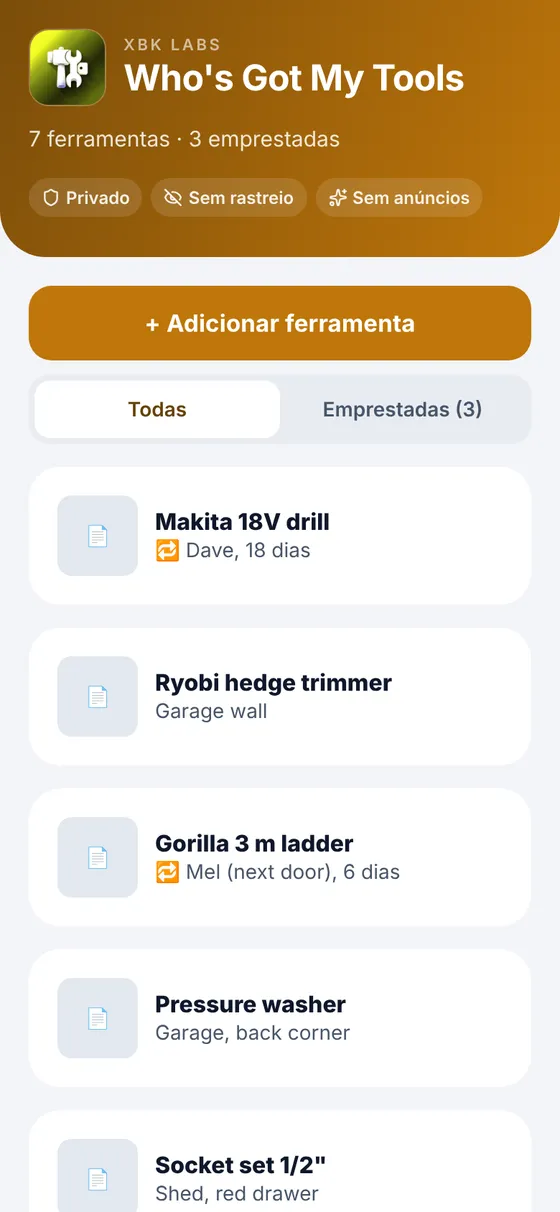 XBK LABS
Who's Got My Tools
7 ferramentas · 3 emprestadas
Privado
Sem rastreio
Sem anúncios
+ Adicionar ferramenta
Todas
Emprestadas (3)
Makita 18V drill
🔁 Dave, 18 dias
Ryobi hedge trimmer
Garage wall
Gorilla 3 m ladder
🔁 Mel (next door), 6 dias
Pressure washer
Garage, back corner
Socket set 1/2"
Shed, red drawer